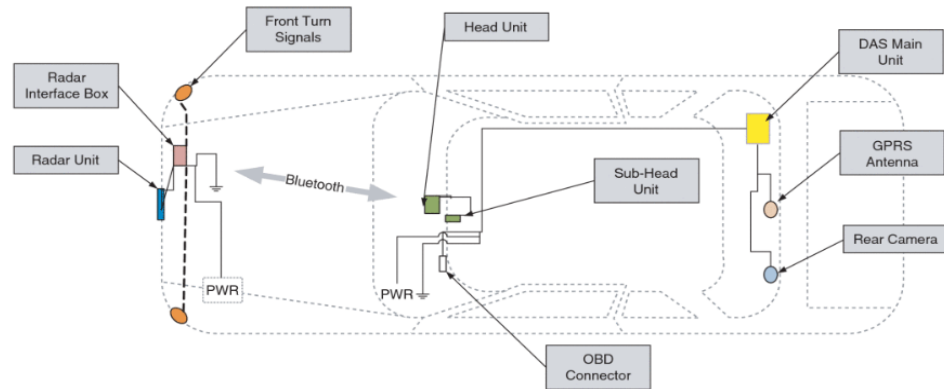 Front Turn
Signals
Head Unit
DAS Main
Unit
Radar
Interface Box
Radar Unit
Bluetooth
Sub-Head
Unit
GPRS
Antenna
Rear Camera
PWR
PWR
OBD
Connector